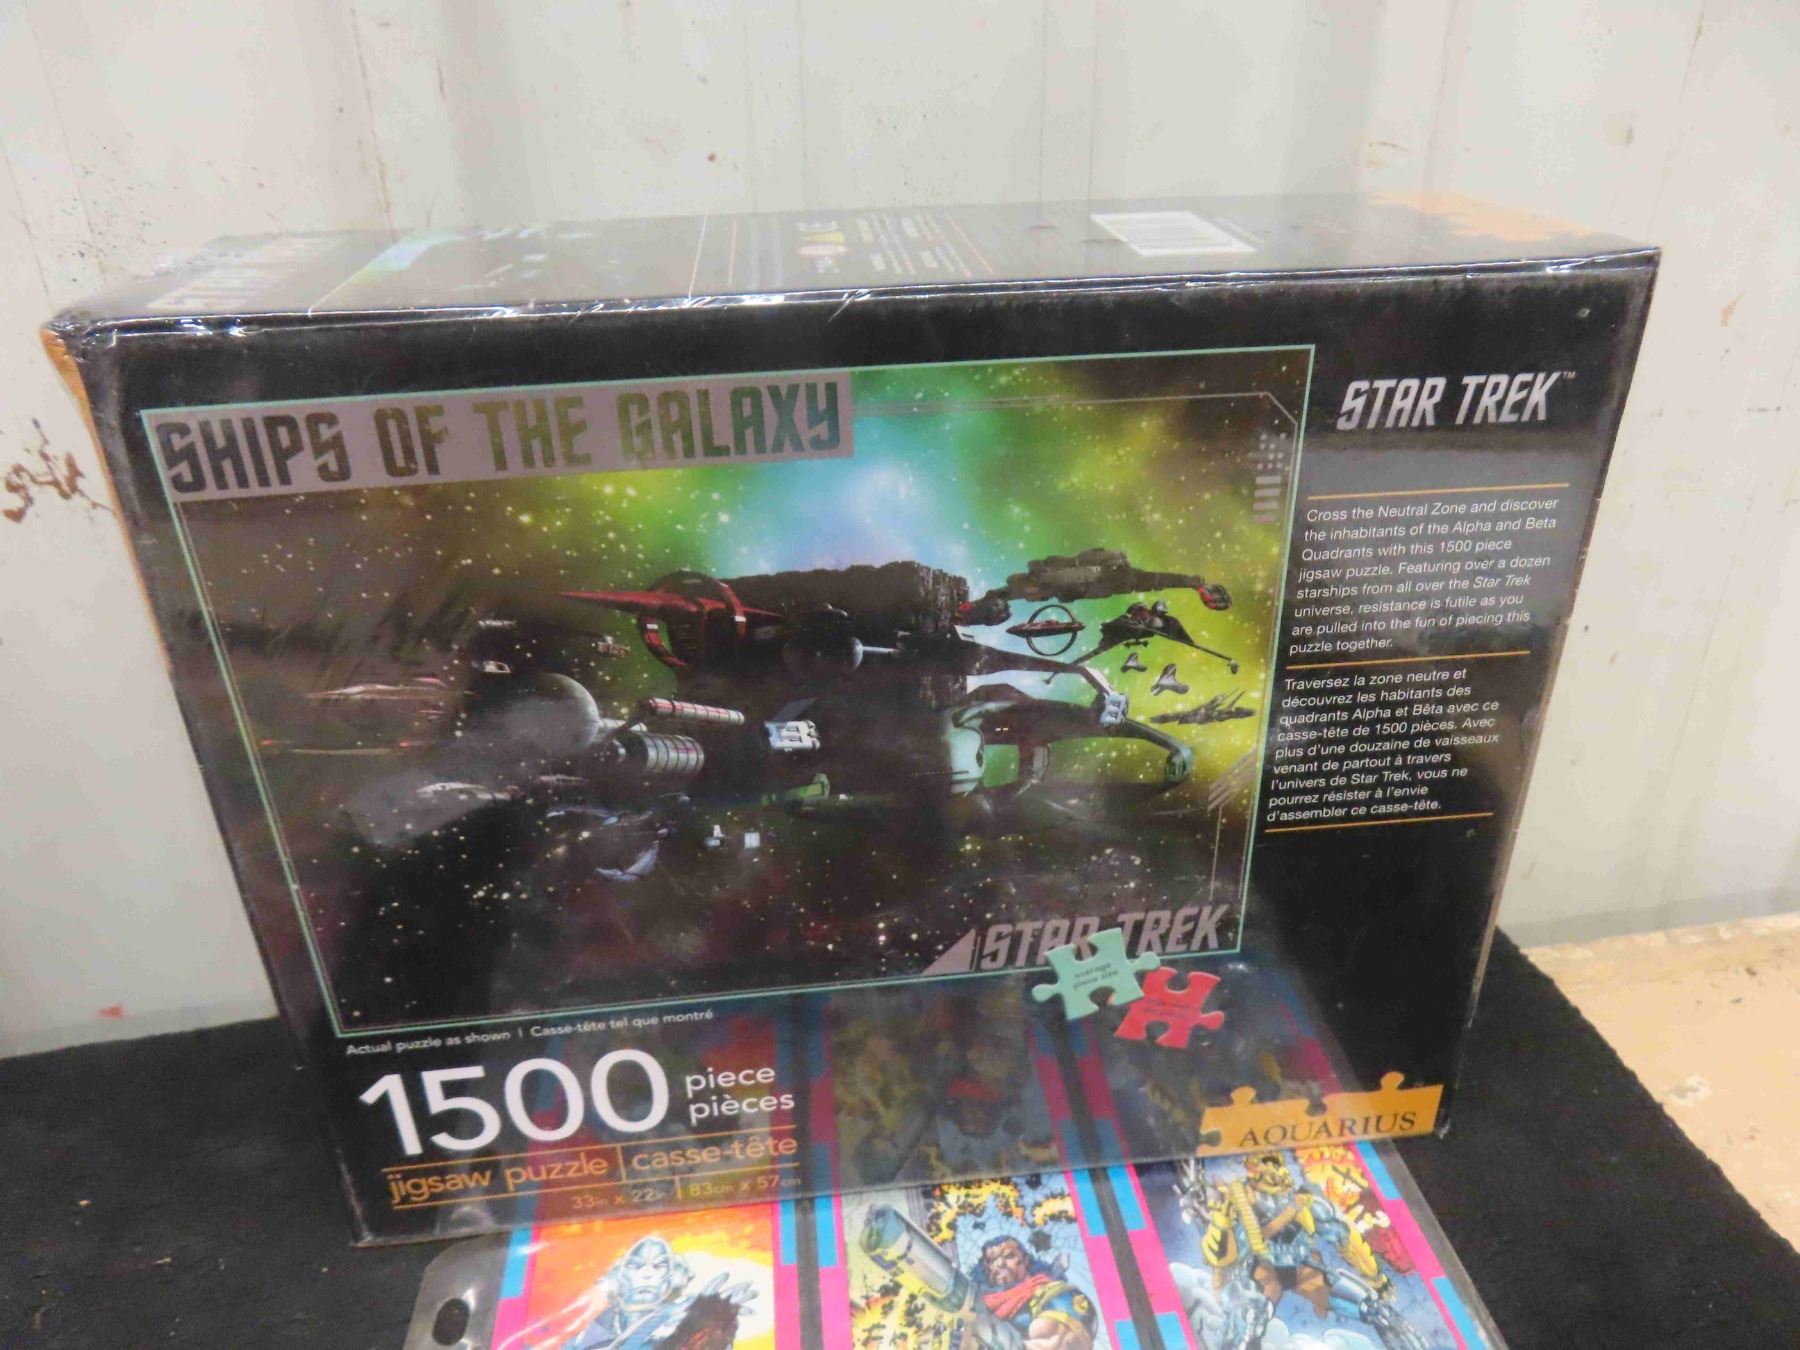 SHIPS OF THE GALAXY
STAR TREK™
Cross the Neutral Zone and discover
the inhabitants of the Alpha and Beta
Quadrants with this 1500 piece
jigsaw puzzle. Featuring over a dozen
starships from all over the Star Trek
universe, resistance is futile as you
are pulled into the fun of piecing this
puzzle together.
Traversez la zone neutre et
découvrez les habitants des
quadrants Alpha et Bêta avec ce
casse-tête de 1500 pièces. Avec
plus d'une douzaine de vaisseaux
venant de partout à travers
l'univers de Star Trek, vous ne
pourrez résister à l'envie
d'assembler ce casse-tête.
STAR TREK
average
piece size
Actual puzzle as shown | Casse-tête tel que montré
1500 piece
pièces
jigsaw puzzle | casse-tête
33in x 22in | 83cm x 57cm
AQUARIUS